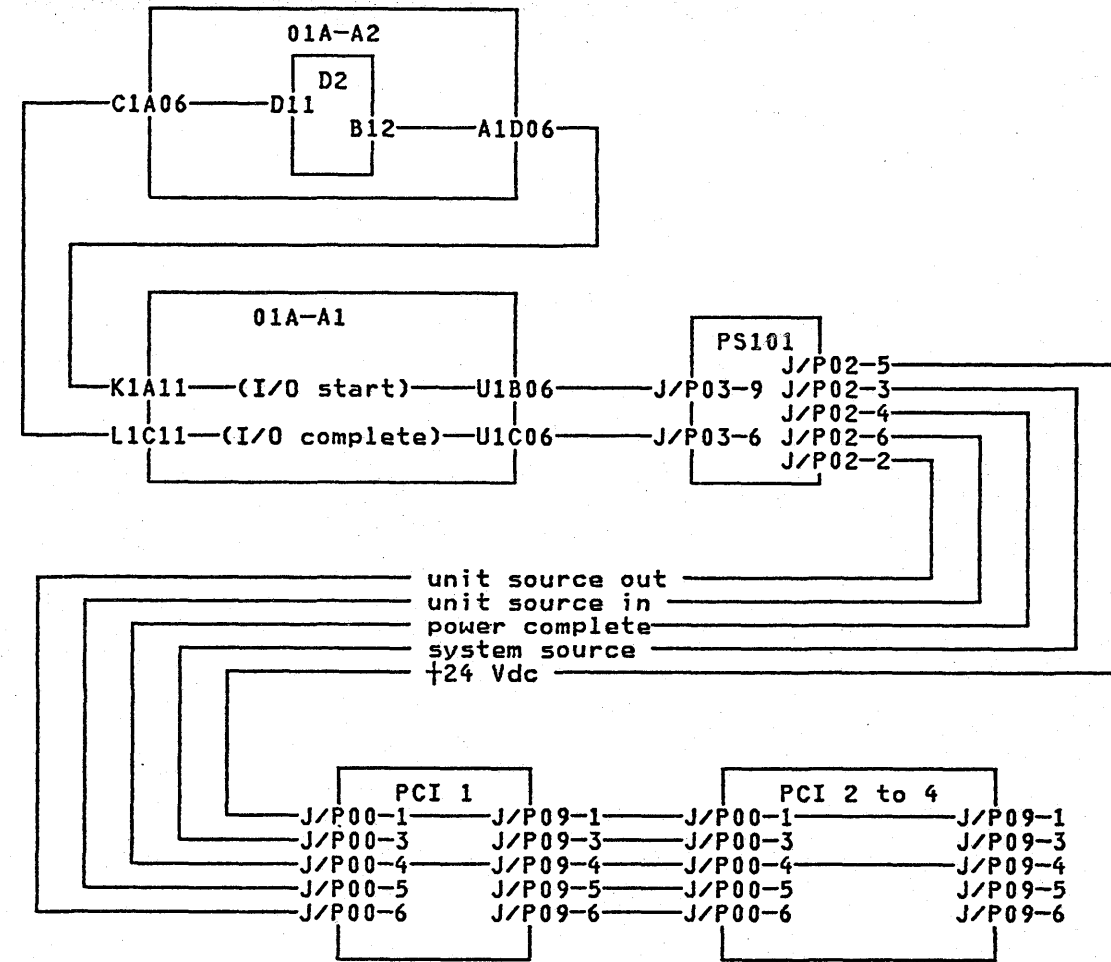 01A-A2
D2
C1A06 D11
B12 A1D06
01A-A1
PS101
J/P02-5
K1A11 (I/O start) U1B06 J/P03-9 J/P02-3
J/P02-4
L1C11 (I/O complete) U1C06 J/P03-6 J/P02-6
J/P02-2
unit source out
unit source in
power complete
system source
+24 Vdc
PCI 1 PCI 2 to 4
J/P00-1 J/P09-1 J/P00-1 J/P09-1
J/P00-3 J/P09-3 J/P00-3 J/P09-3
J/P00-4 J/P09-4 J/P00-4 J/P09-4
J/P00-5 J/P09-5 J/P00-5 J/P09-5
J/P00-6 J/P09-6 J/P00-6 J/P09-6